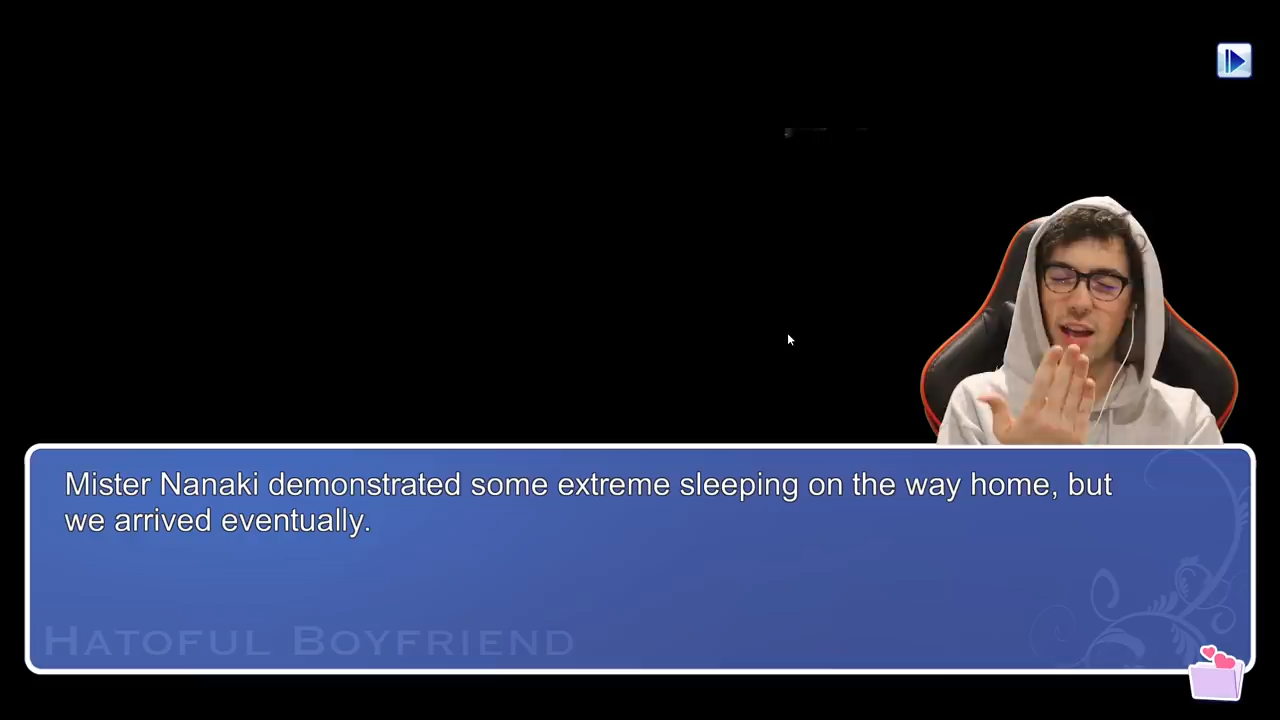 Mister Nanaki demonstrated some extreme sleeping on the way home, but
we arrived eventually.
HATOFUL BOYFRIEND